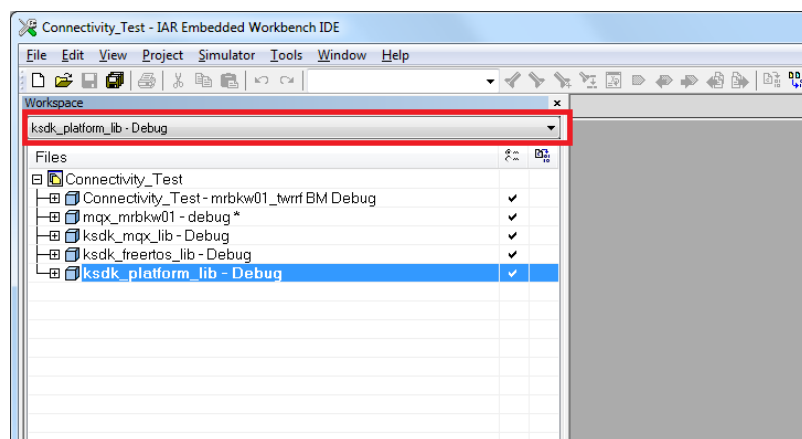 Connectivity_Test - IAR Embedded Workbench IDE
File Edit View Project Simulator Tools Window Help
Workspace
ksdk_platform_lib - Debug
Files
Connectivity_Test
Connectivity_Test - mrbkw01_twrrf BM Debug
mqx_mrbkw01 - debug *
ksdk_mqx_lib - Debug
ksdk_freertos_lib - Debug
ksdk_platform_lib - Debug